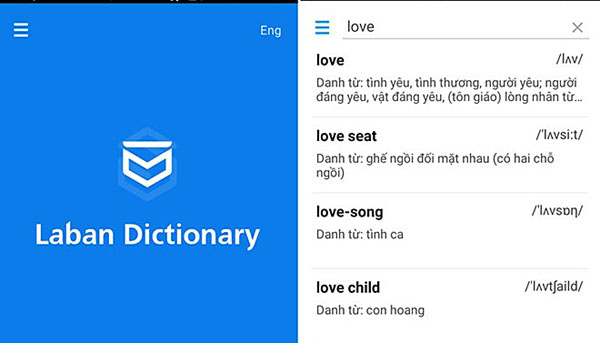 Eng
Laban Dictionary
love
love /lʌv/
Danh từ: tình yêu, tình thương, người yêu; người
đáng yêu, vật đáng yêu, (tôn giáo) lòng nhân từ…
love seat /'lʌvsi:t/
Danh từ: ghế ngồi đối mặt nhau (có hai chỗ
ngồi)
love-song /'lʌvsɒη/
Danh từ: tình ca
love child /'lʌvtʃaild/
Danh từ: con hoang